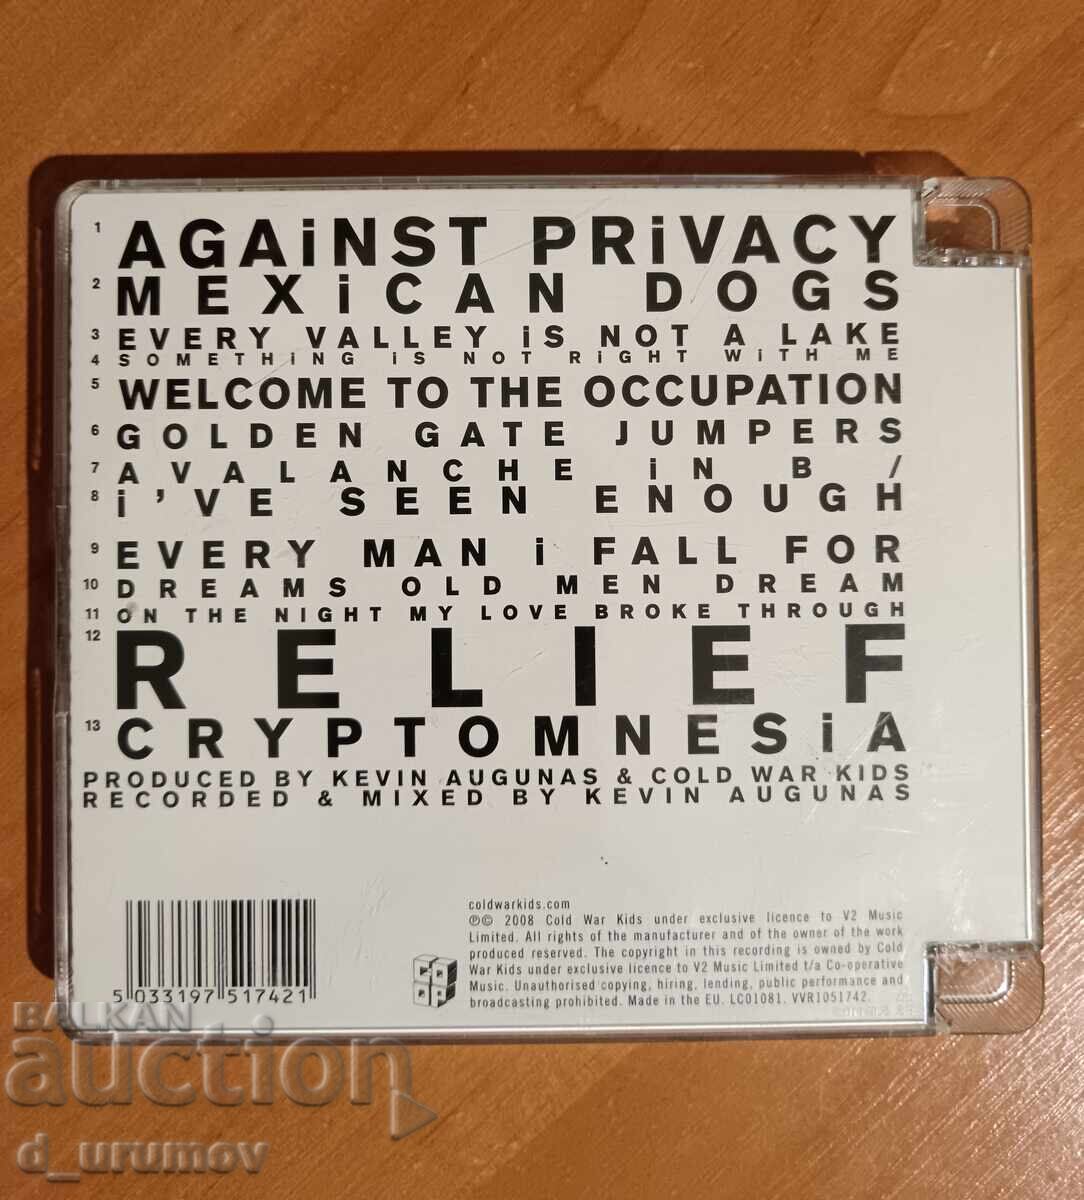 1 AGAiNST PRiVACY
2 MEXiCAN DOGS
3 EVERY VALLEY iS NOT A LAKE
4 SOMETHiNG iS NOT RiGHT WiTH ME
5 WELCOME TO THE OCCUPATION
6 GOLDEN GATE JUMPERS
7 AVALANCHE iN B /
8 i'VE SEEN ENOUGH
9 EVERY MAN i FALL FOR
10 DREAMS OLD MEN DREAM
11 ON THE NIGHT MY LOVE BROKE THROUGH
12 RELIEF
13 CRYPTOMNESiA
PRODUCED BY KEVIN AUGUNAS & COLD WAR KIDS
RECORDED & MIXED BY KEVIN AUGUNAS
coldwarkids.com
℗© 2008 Cold War Kids under exclusive licence to V2 Music
Limited. All rights of the manufacturer and of the owner of the work
produced reserved. The copyright in this recording is owned by Cold
War Kids under exclusive licence to V2 Music Limited t/a Co-operative
Music. Unauthorised copying, hiring, lending, public performance and
broadcasting prohibited. Made in the EU. LC01081. VVR1051742.
CO
OP
5 033197 517421
BALKAN
auction
d_urumov